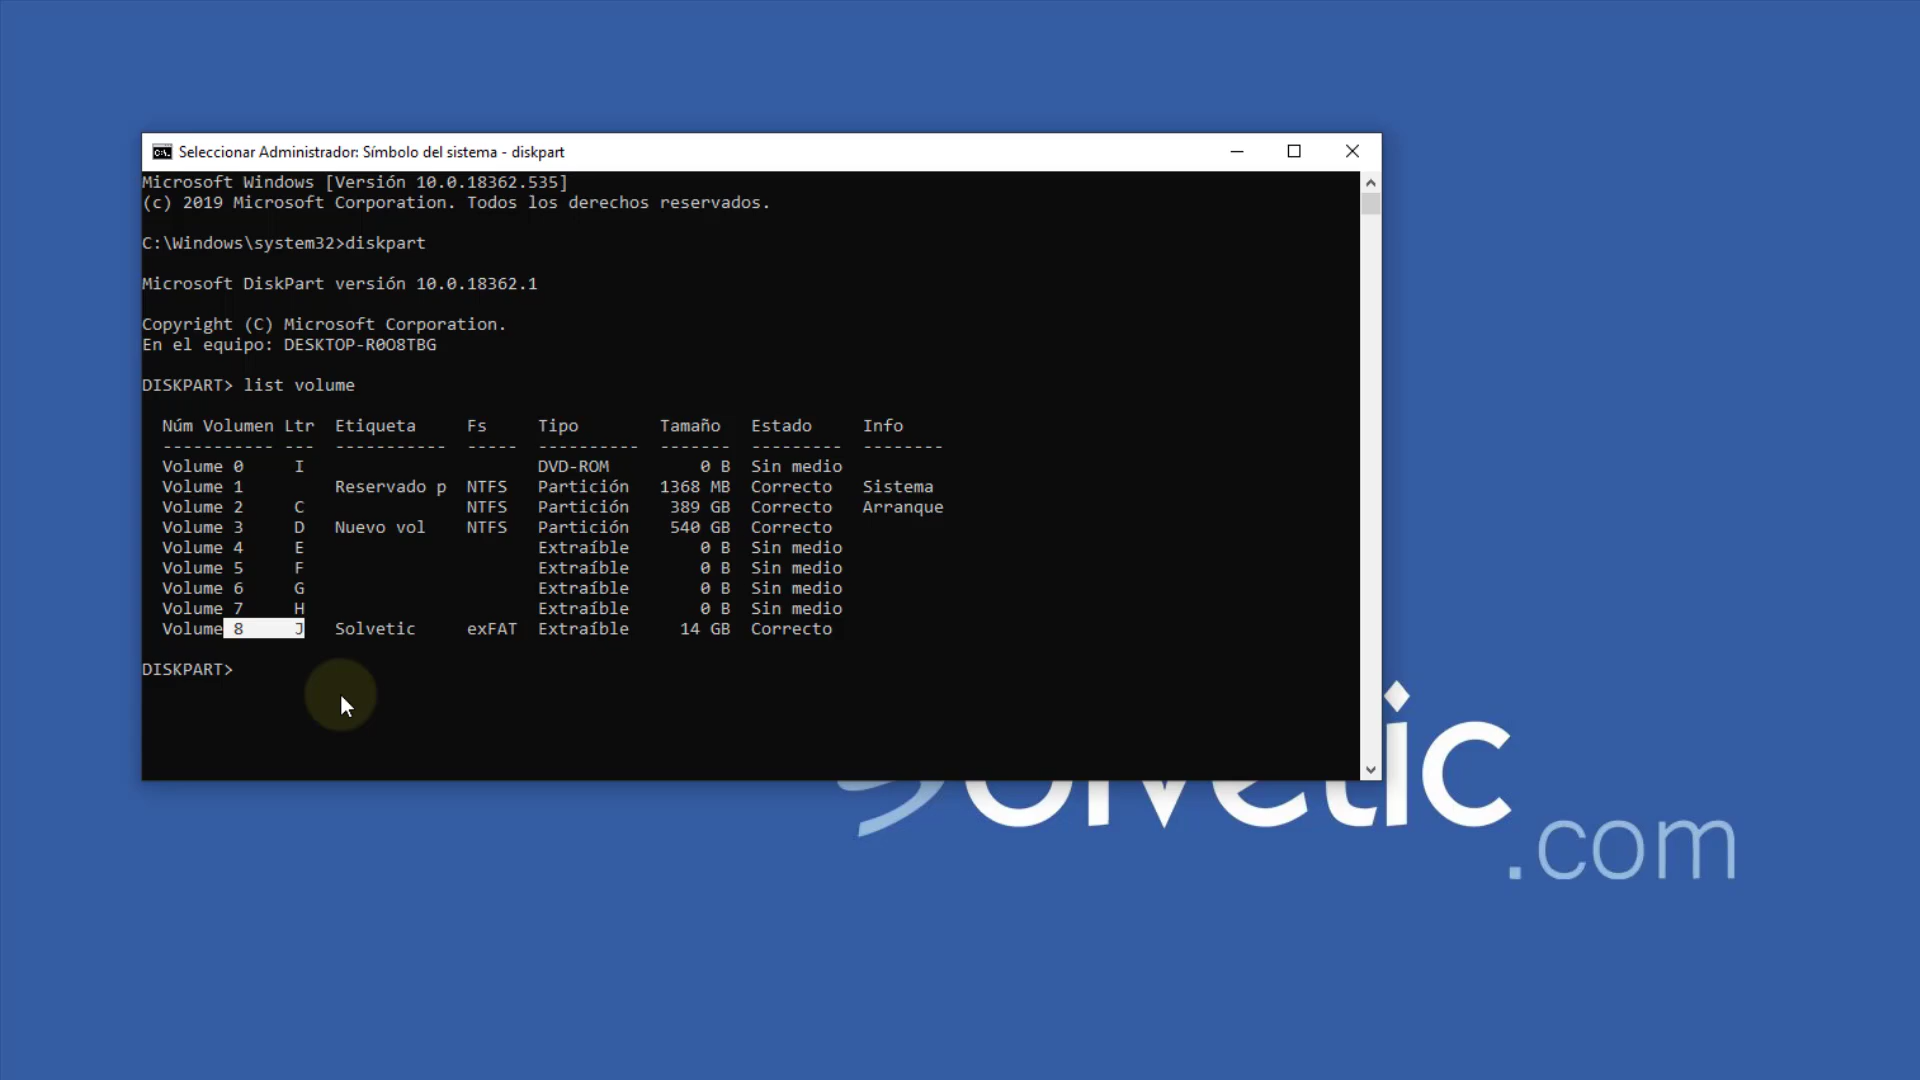 Seleccionar Administrador: Símbolo del sistema - diskpart
Microsoft Windows [Versión 10.0.18362.535]
(c) 2019 Microsoft Corporation. Todos los derechos reservados.
C:\Windows\system32>diskpart
Microsoft DiskPart versión 10.0.18362.1
Copyright (C) Microsoft Corporation.
En el equipo: DESKTOP-R0O8TBG
DISKPART> list volume
Núm Volumen Ltr Etiqueta Fs Tipo Tamaño Estado Info
----------- --- ----------- ----- ---------- ------- --------- --------
Volume 0 I DVD-ROM 0 B Sin medio
Volume 1 Reservado p NTFS Partición 1368 MB Correcto Sistema
Volume 2 C NTFS Partición 389 GB Correcto Arranque
Volume 3 D Nuevo vol NTFS Partición 540 GB Correcto
Volume 4 E Extraíble 0 B Sin medio
Volume 5 F Extraíble 0 B Sin medio
Volume 6 G Extraíble 0 B Sin medio
Volume 7 H Extraíble 0 B Sin medio
Volume 8 J Solvetic exFAT Extraíble 14 GB Correcto
DISKPART>
Solvetic
.com